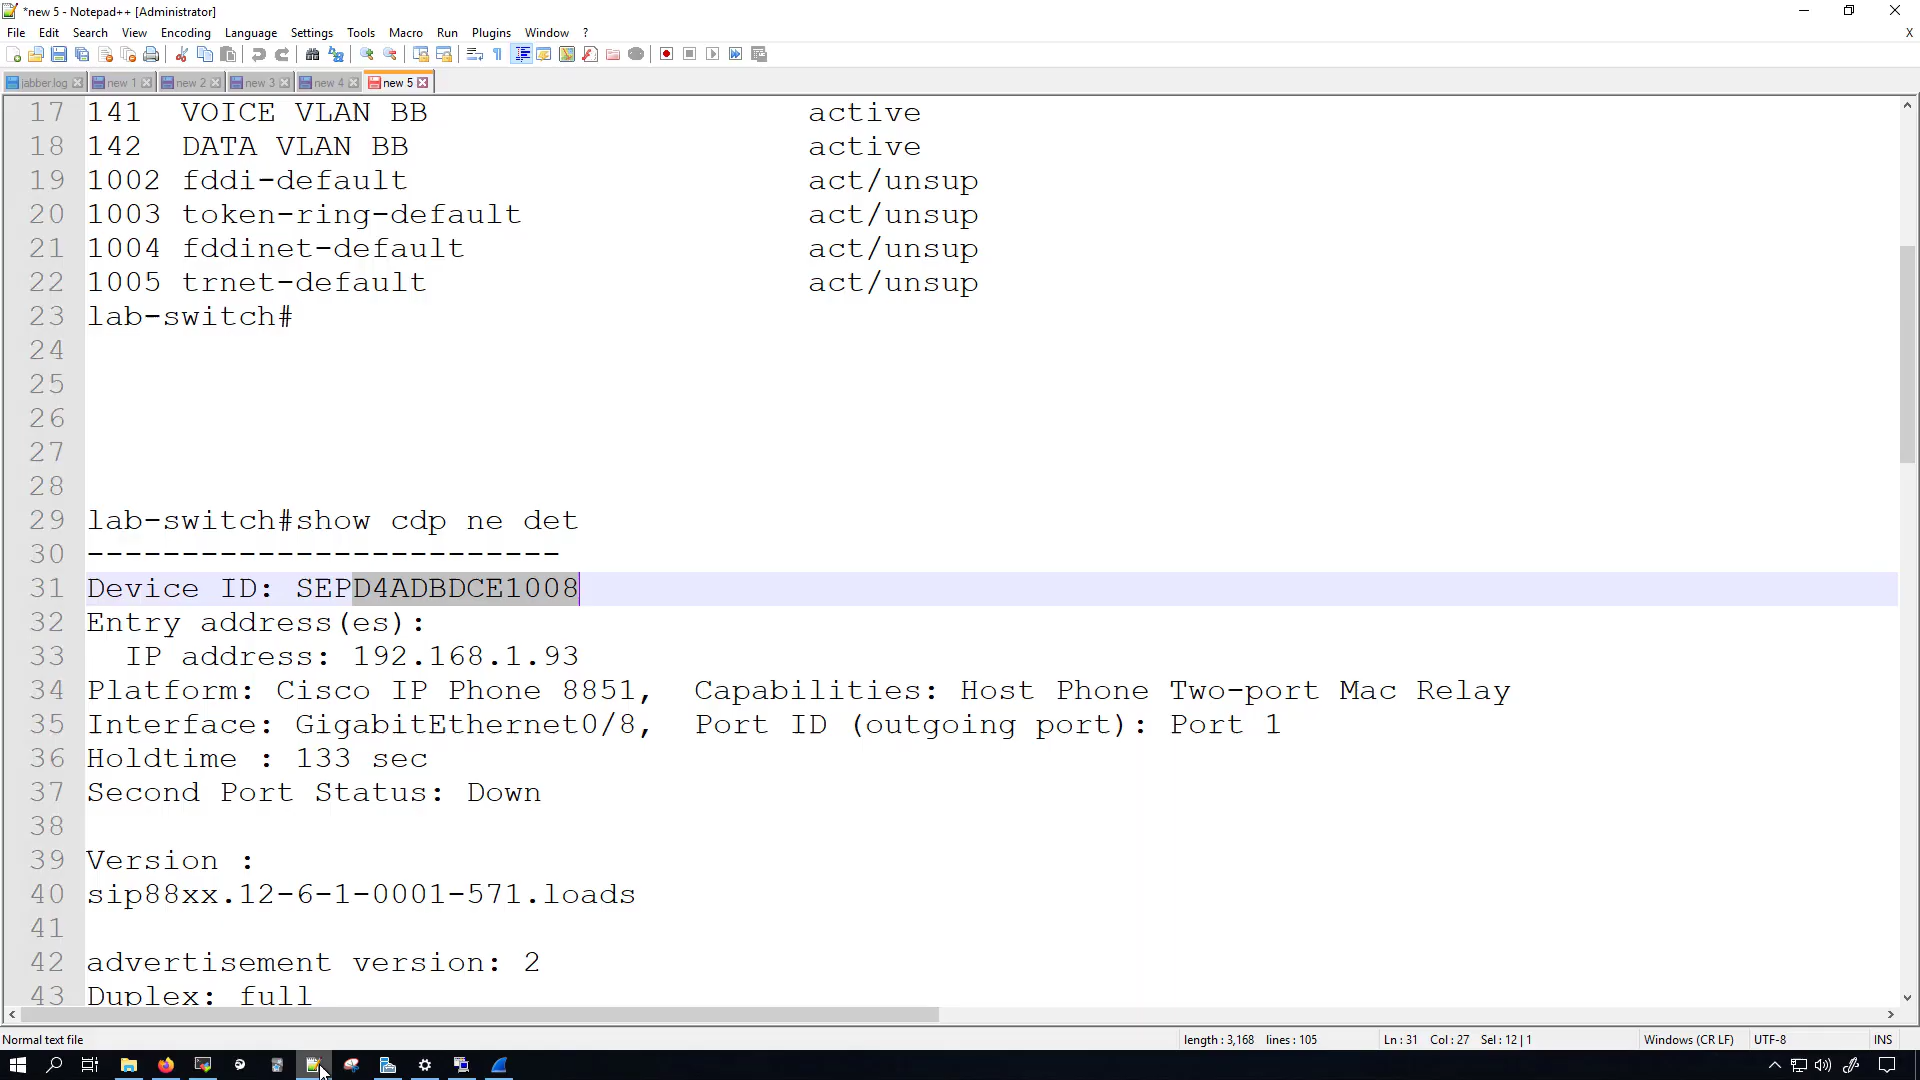 *new 5 - Notepad++ [Administrator]
File Edit Search View Encoding Language Settings Tools Macro Run Plugins Window ? X
jabber.log new 1 new 2 new 3 new 4 new 5
17 141 VOICE VLAN BB active
18 142 DATA VLAN BB active
19 1002 fddi-default act/unsup
20 1003 token-ring-default act/unsup
21 1004 fddinet-default act/unsup
22 1005 trnet-default act/unsup
23 lab-switch#
24
25
26
27
28
29 lab-switch#show cdp ne det
30 -------------------------
31 Device ID: SEPD4ADBDCE1008
32 Entry address(es):
33 IP address: 192.168.1.93
34 Platform: Cisco IP Phone 8851, Capabilities: Host Phone Two-port Mac Relay
35 Interface: GigabitEthernet0/8, Port ID (outgoing port): Port 1
36 Holdtime : 133 sec
37 Second Port Status: Down
38
39 Version :
40 sip88xx.12-6-1-0001-571.loads
41
42 advertisement version: 2
43 Duplex: full
Normal text file length : 3,168 lines : 105 Ln : 31 Col : 27 Sel : 12 | 1 Windows (CR LF) UTF-8 INS